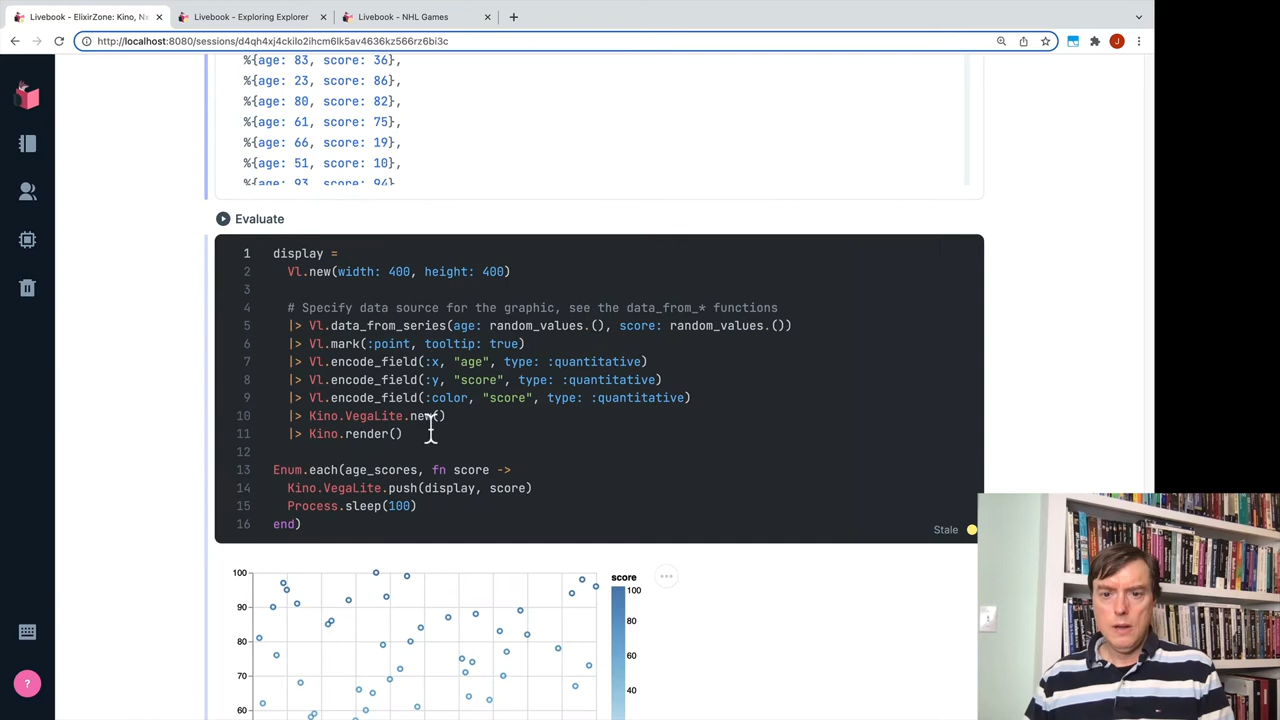 Livebook - ElixirZone: Kino, Nx
Livebook - Exploring Explorer
Livebook - NHL Games
http://localhost:8080/sessions/d4qh4xj4ckilo2ihcm6lk5av4636kz566rz6bi3c
J
%{age: 83, score: 36},
%{age: 23, score: 86},
%{age: 80, score: 82},
%{age: 61, score: 75},
%{age: 66, score: 19},
%{age: 51, score: 10},
%{age: 93, score: 94},
Evaluate
1 display =
2 Vl.new(width: 400, height: 400)
3
4 # Specify data source for the graphic, see the data_from_* functions
5 |> Vl.data_from_series(age: random_values.(), score: random_values.())
6 |> Vl.mark(:point, tooltip: true)
7 |> Vl.encode_field(:x, "age", type: :quantitative)
8 |> Vl.encode_field(:y, "score", type: :quantitative)
9 |> Vl.encode_field(:color, "score", type: :quantitative)
10 |> Kino.VegaLite.new()
11 |> Kino.render()
12
13 Enum.each(age_scores, fn score ->
14 Kino.VegaLite.push(display, score)
15 Process.sleep(100)
16 end)
Stale
100
90
80
70
60
score
100
80
60
40
?